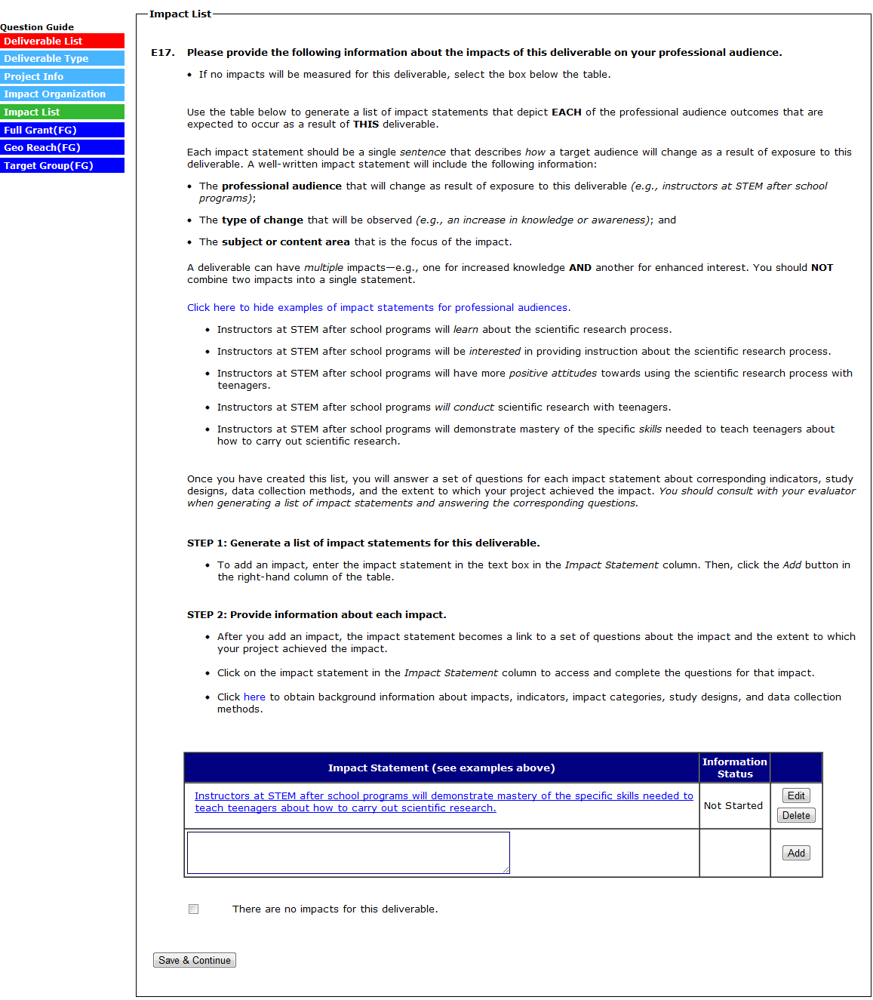 Impact List
Question Guide
Deliverable List
Deliverable Type
Project Info
Impact Organization
Impact List
Full Grant(FG)
Geo Reach(FG)
Target Group(FG)
E17. Please provide the following information about the impacts of this deliverable on your professional audience.
• If no impacts will be measured for this deliverable, select the box below the table.
Use the table below to generate a list of impact statements that depict EACH of the professional audience outcomes that are
expected to occur as a result of THIS deliverable.
Each impact statement should be a single sentence that describes how a target audience will change as a result of exposure to this
deliverable. A well-written impact statement will include the following information:
• The professional audience that will change as result of exposure to this deliverable (e.g., instructors at STEM after school
programs);
• The type of change that will be observed (e.g., an increase in knowledge or awareness); and
• The subject or content area that is the focus of the impact.
A deliverable can have multiple impacts—e.g., one for increased knowledge AND another for enhanced interest. You should NOT
combine two impacts into a single statement.
Click here to hide examples of impact statements for professional audiences.
• Instructors at STEM after school programs will learn about the scientific research process.
• Instructors at STEM after school programs will be interested in providing instruction about the scientific research process.
• Instructors at STEM after school programs will have more positive attitudes towards using the scientific research process with
teenagers.
• Instructors at STEM after school programs will conduct scientific research with teenagers.
• Instructors at STEM after school programs will demonstrate mastery of the specific skills needed to teach teenagers about
how to carry out scientific research.
Once you have created this list, you will answer a set of questions for each impact statement about corresponding indicators, study
designs, data collection methods, and the extent to which your project achieved the impact. You should consult with your evaluator
when generating a list of impact statements and answering the corresponding questions.
STEP 1: Generate a list of impact statements for this deliverable.
• To add an impact, enter the impact statement in the text box in the Impact Statement column. Then, click the Add button in
the right-hand column of the table.
STEP 2: Provide information about each impact.
• After you add an impact, the impact statement becomes a link to a set of questions about the impact and the extent to which
your project achieved the impact.
• Click on the impact statement in the Impact Statement column to access and complete the questions for that impact.
• Click here to obtain background information about impacts, indicators, impact categories, study designs, and data collection
methods.
Impact Statement (see examples above)
Information
Status
Instructors at STEM after school programs will demonstrate mastery of the specific skills needed to
teach teenagers about how to carry out scientific research.
Not Started
Edit
Delete
Add
There are no impacts for this deliverable.
Save & Continue